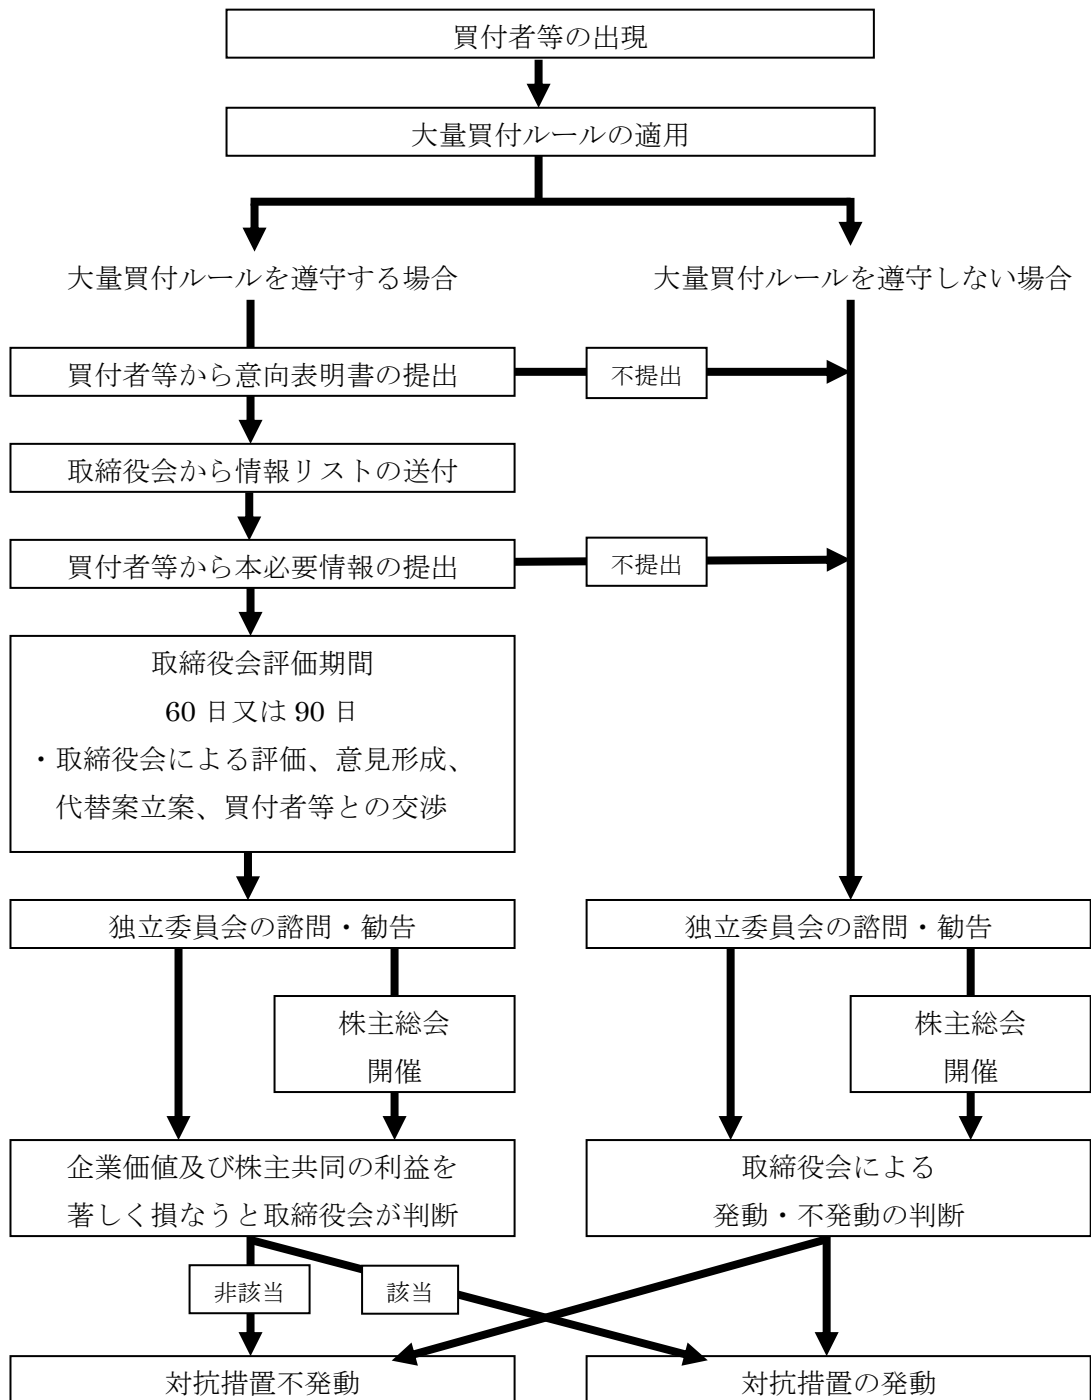 買付者等の出現
大量買付ルールの適用
大量買付ルールを遵守する場合
大量買付ルールを遵守しない場合
買付者等から意向表明書の提出
不提出
取締役会から情報リストの送付
買付者等から本必要情報の提出
不提出
取締役会評価期間
60 日又は 90 日
・取締役会による評価、意見形成、
代替案立案、買付者等との交渉
独立委員会の諮問・勧告
独立委員会の諮問・勧告
株主総会
開催
株主総会
開催
企業価値及び株主共同の利益を
著しく損なうと取締役会が判断
取締役会による
発動・不発動の判断
非該当
該当
対抗措置不発動
対抗措置の発動